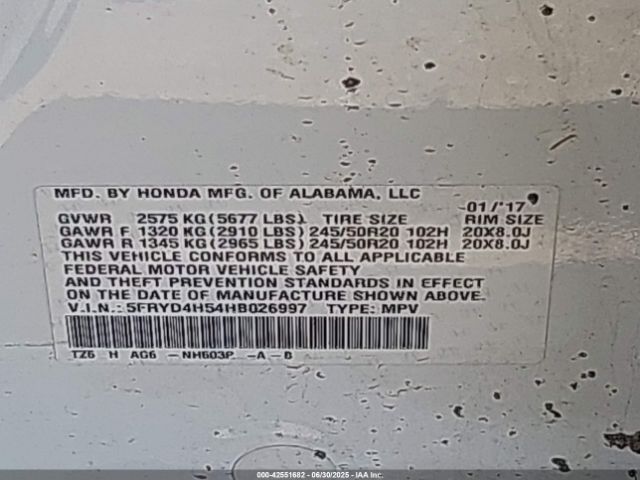 MFD. BY HONDA MFG. OF ALABAMA, LLC 01/'17
GVWR 2575 KG (5677 LBS) TIRE SIZE RIM SIZE
GAWR F 1320 KG (2910 LBS) 245/50R20 102H 20X8.0J
GAWR R 1345 KG (2965 LBS) 245/50R20 102H 20X8.0J
THIS VEHICLE CONFORMS TO ALL APPLICABLE
FEDERAL MOTOR VEHICLE SAFETY
AND THEFT PREVENTION STANDARDS IN EFFECT
ON THE DATE OF MANUFACTURE SHOWN ABOVE.
V.I.N.: 5FRYD4H54HB026997 TYPE: MPV
TZ6 H AG6 -NH603P -A -B
000-42551682 - 06/30/2025 - IAA Inc.